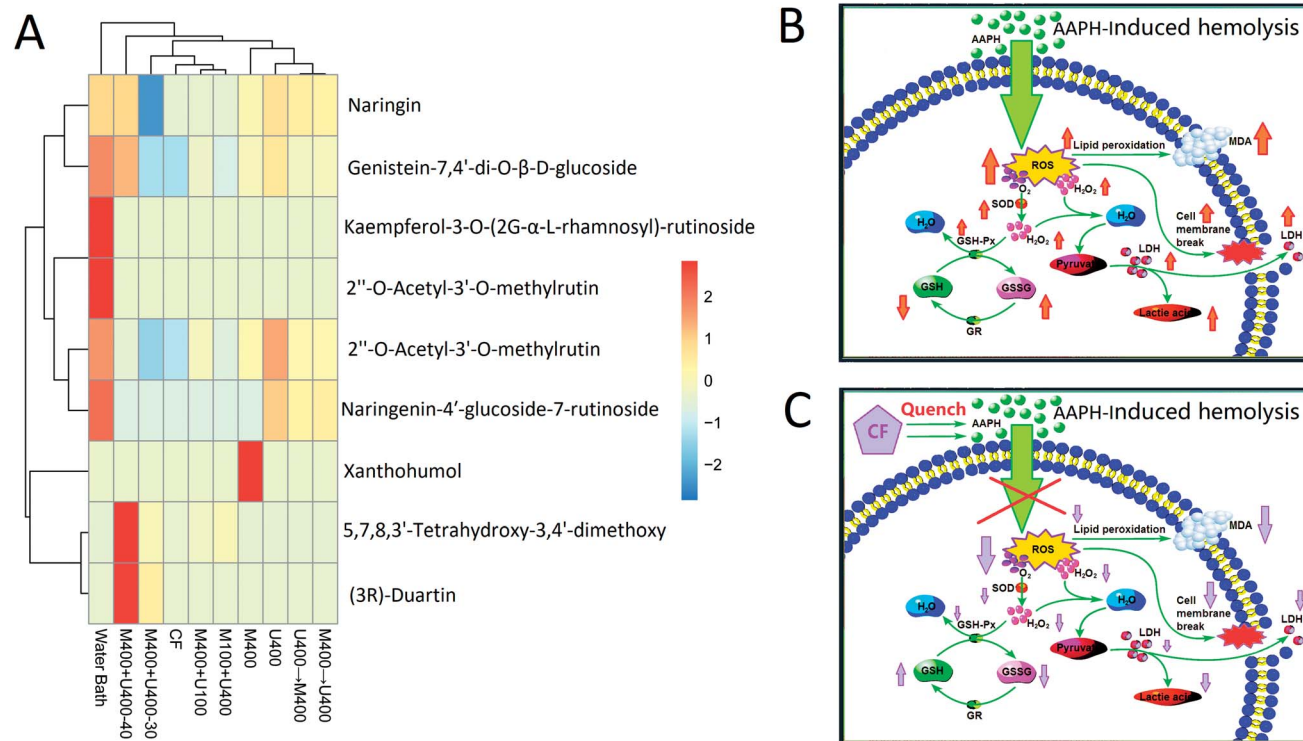 A
Naringin
Genistein-7,4'-di-O-β-D-glucoside
Kaempferol-3-O-(2G-α-L-rhamnosyl)-rutinoside
2''-O-Acetyl-3'-O-methylrutin
2''-O-Acetyl-3'-O-methylrutin
Naringenin-4′-glucoside-7-rutinoside
Xanthohumol
5,7,8,3'-Tetrahydroxy-3,4'-dimethoxy
(3R)-Duartin
2
1
0
−1
−2
Water Bath
M400+U400-40
M400+U400-30
CF
M400+U100
M100+U400
M400
U400
U400→M400
M400→U400
B
AAPH-Induced hemolysis
AAPH
Lipid peroxidation
MDA
ROS
O₂
H₂O₂
SOD
H₂O
H₂O
GSH-Px
H₂O₂
Cell
membrane
break
LDH
LDH
Pyruvat
GSH
GSSG
GR
Lactie acid
C
Quench
AAPH-Induced hemolysis
CF
AAPH
Lipid peroxidation
MDA
ROS
O₂
H₂O₂
SOD
H₂O
H₂O
GSH-Px
H₂O₂
Cell
membrane
break
LDH
LDH
Pyruvat
GSH
GSSG
GR
Lactie acid